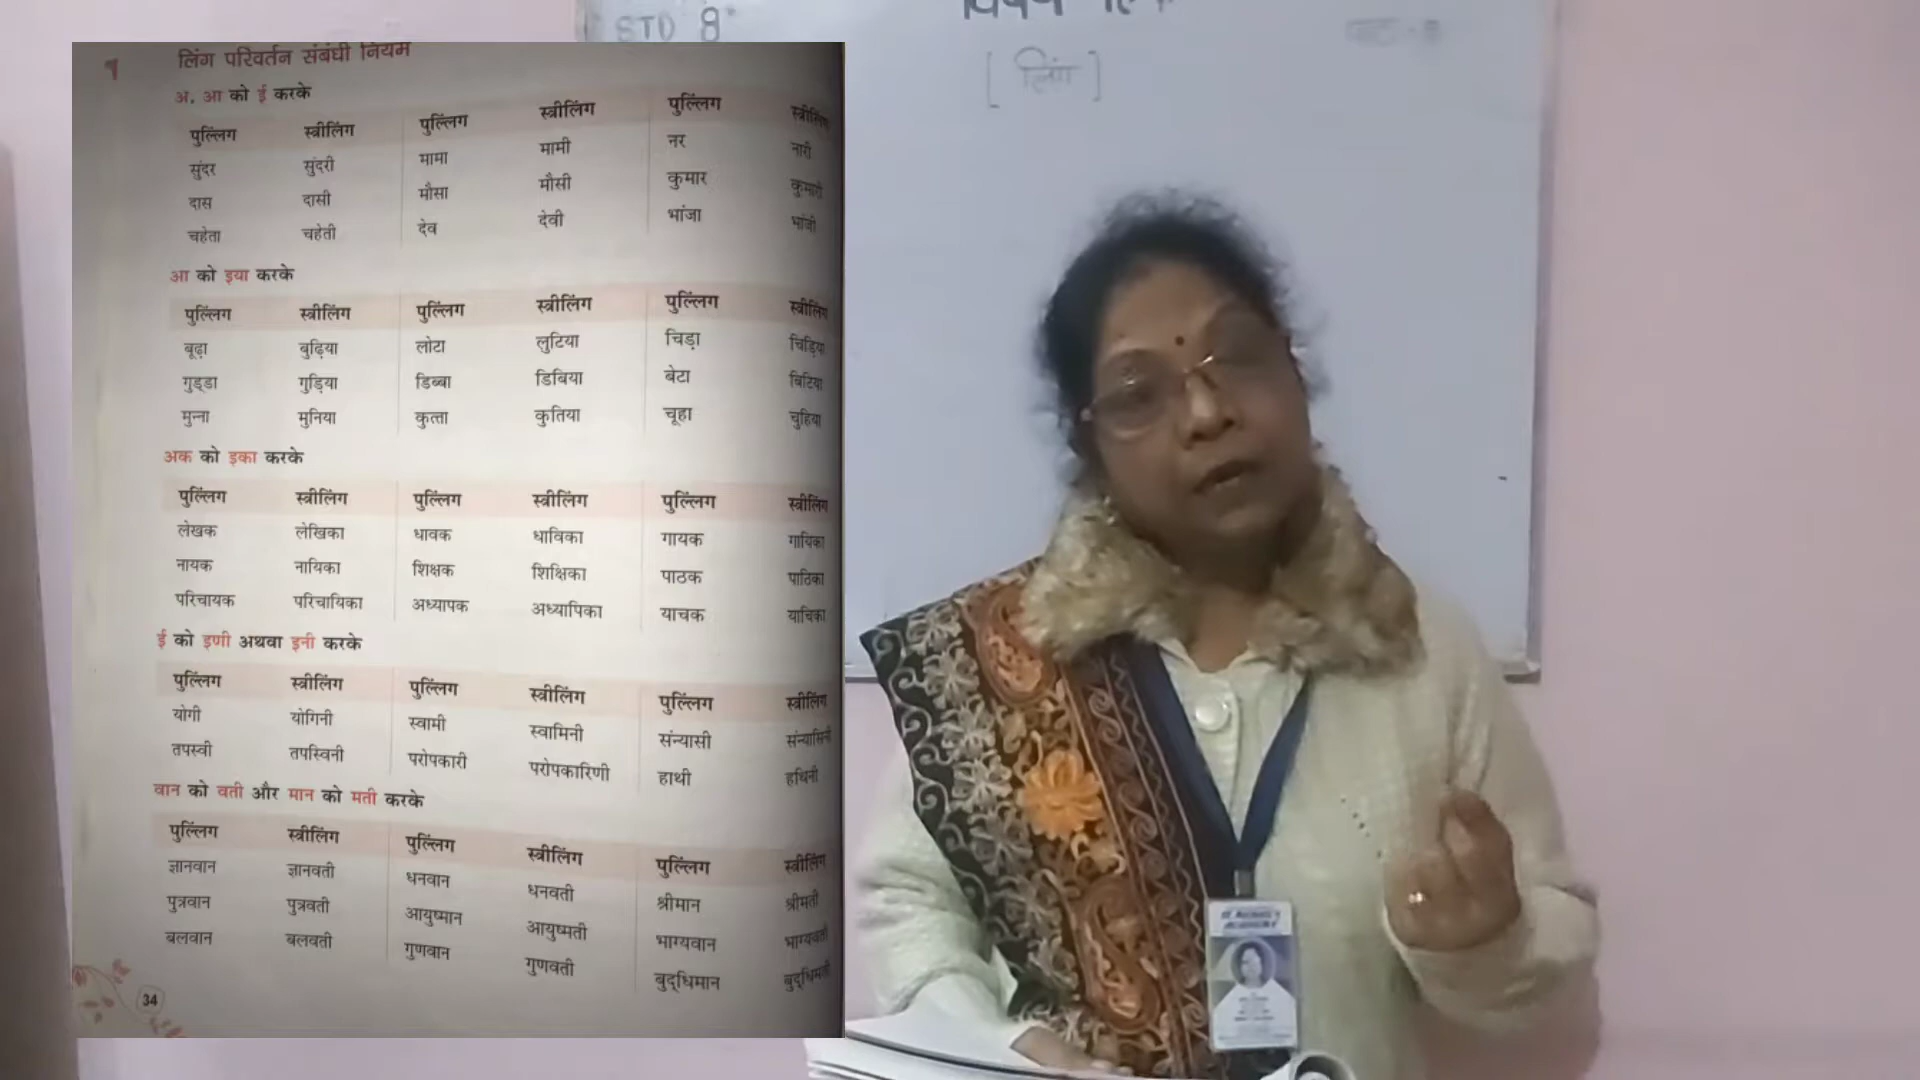 STD 8
[ लिंग ]
१ लिंग परिवर्तन संबंधी नियम
अ, आ को ई करके
पुल्लिंग स्त्रीलिंग पुल्लिंग स्त्रीलिंग पुल्लिंग स्त्रीलिंग
सुंदर सुंदरी मामा मामी नर नारी
दास दासी मौसा मौसी कुमार कुमारी
चहेता चहेती देव देवी भांजा भांजी
आ को इया करके
पुल्लिंग स्त्रीलिंग पुल्लिंग स्त्रीलिंग पुल्लिंग स्त्रीलिंग
बूढ़ा बुढ़िया लोटा लुटिया चिड़ा चिड़िया
गुड्डा गुड़िया डिब्बा डिबिया बेटा बिटिया
मुन्ना मुनिया कुत्ता कुतिया चूहा चुहिया
अक को इका करके
पुल्लिंग स्त्रीलिंग पुल्लिंग स्त्रीलिंग पुल्लिंग स्त्रीलिंग
लेखक लेखिका धावक धाविका गायक गायिका
नायक नायिका शिक्षक शिक्षिका पाठक पाठिका
परिचायक परिचायिका अध्यापक अध्यापिका याचक याचिका
ई को इणी अथवा इनी करके
पुल्लिंग स्त्रीलिंग पुल्लिंग स्त्रीलिंग पुल्लिंग स्त्रीलिंग
योगी योगिनी स्वामी स्वामिनी संन्यासी संन्यासिनी
तपस्वी तपस्विनी परोपकारी परोपकारिणी हाथी हथिनी
वान को वती और मान को मती करके
पुल्लिंग स्त्रीलिंग पुल्लिंग स्त्रीलिंग पुल्लिंग स्त्रीलिंग
ज्ञानवान ज्ञानवती धनवान धनवती श्रीमान श्रीमती
पुत्रवान पुत्रवती आयुष्मान आयुष्मती भाग्यवान भाग्यवती
बलवान बलवती गुणवान गुणवती बुद्धिमान बुद्धिमती
34